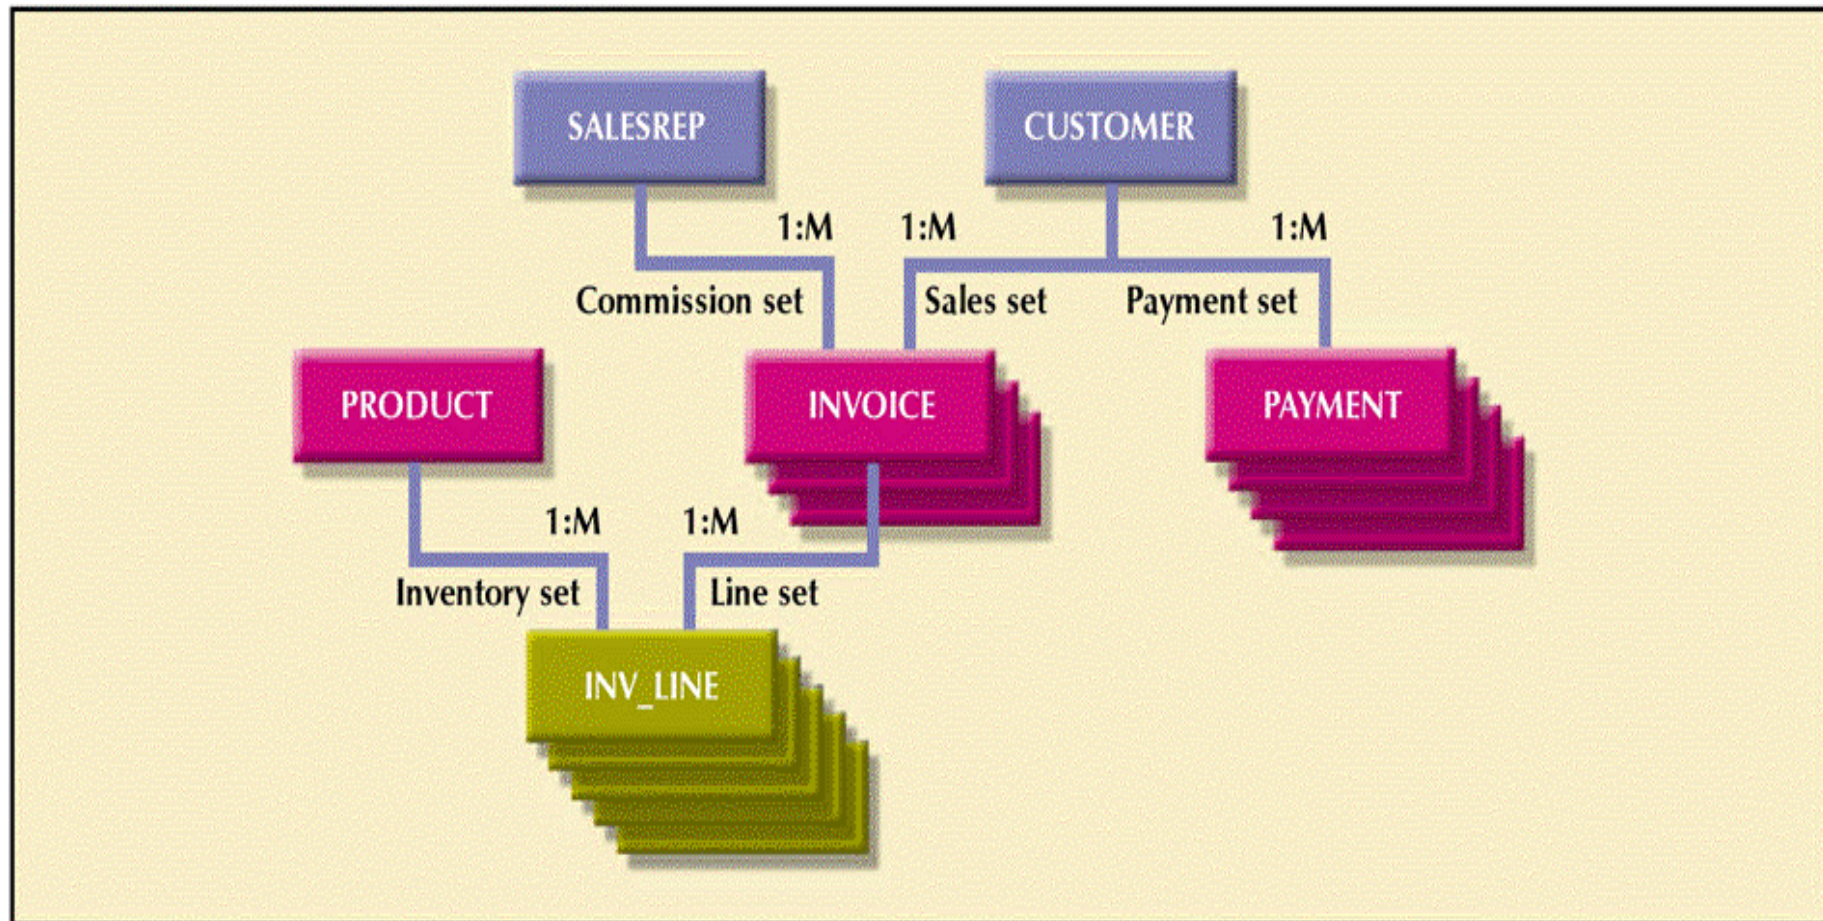 SALESREP
CUSTOMER
1:M
1:M
1:M
Commission set
Sales set
Payment set
PRODUCT
INVOICE
PAYMENT
1:M
1:M
Inventory set
Line set
INV_LINE